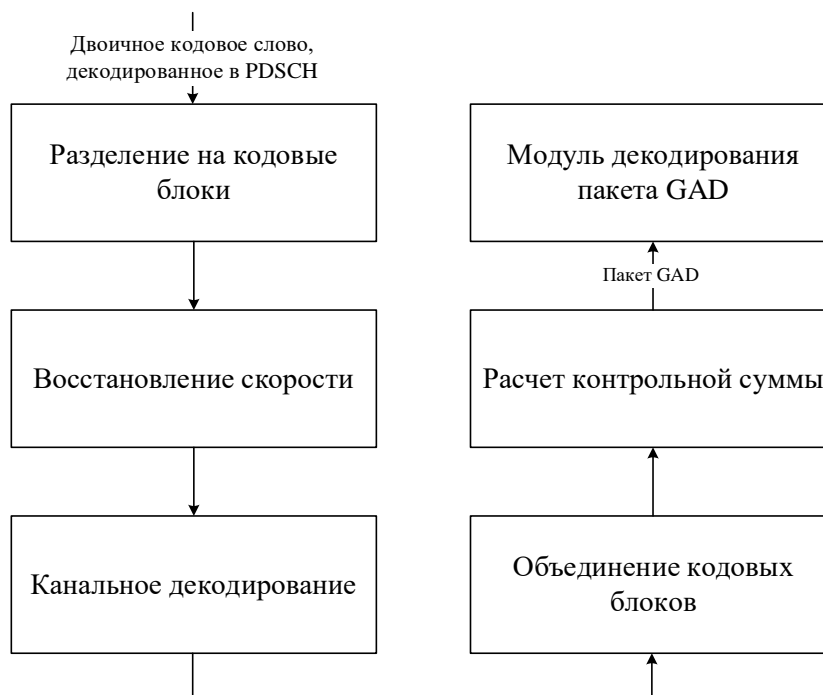 Двоичное кодовое слово,
декодированное в PDSCH
Разделение на кодовые
блоки
Восстановление скорости
Канальное декодирование
Модуль декодирования
пакета GAD
Пакет GAD
Расчет контрольной суммы
Объединение кодовых
блоков